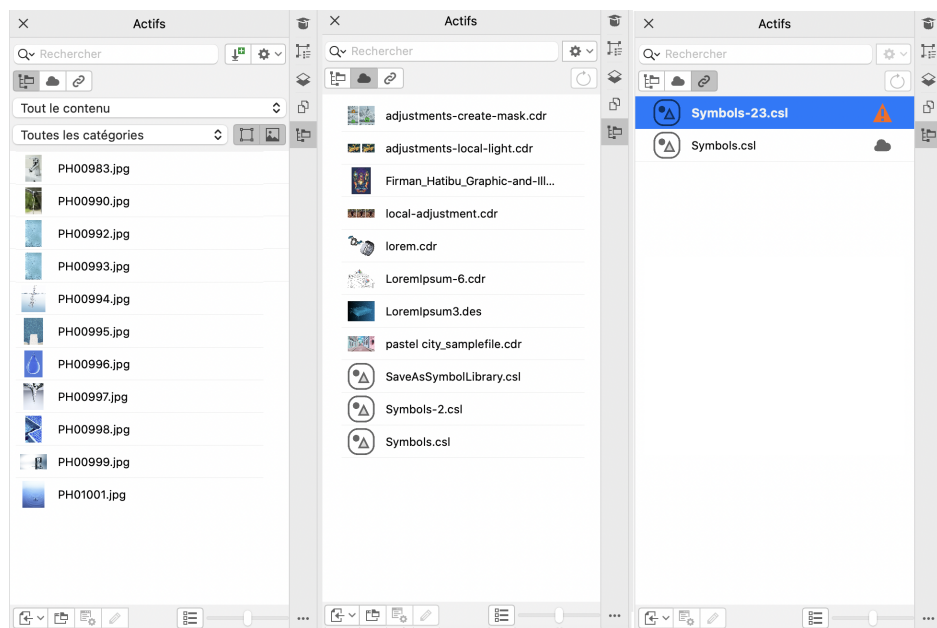 Actifs
Rechercher
Tout le contenu
Toutes les catégories
PH00983.jpg
PH00990.jpg
PH00992.jpg
PH00993.jpg
PH00994.jpg
PH00995.jpg
PH00996.jpg
PH00997.jpg
PH00998.jpg
PH00999.jpg
PH01001.jpg
Actifs
Rechercher
adjustments-create-mask.cdr
adjustments-local-light.cdr
Firman_Hatibu_Graphic-and-Ill...
local-adjustment.cdr
lorem.cdr
LoremIpsum-6.cdr
LoremIpsum3.des
pastel city_samplefile.cdr
SaveAsSymbolLibrary.csl
Symbols-2.csl
Symbols.csl
Actifs
Rechercher
Symbols-23.csl
Symbols.csl